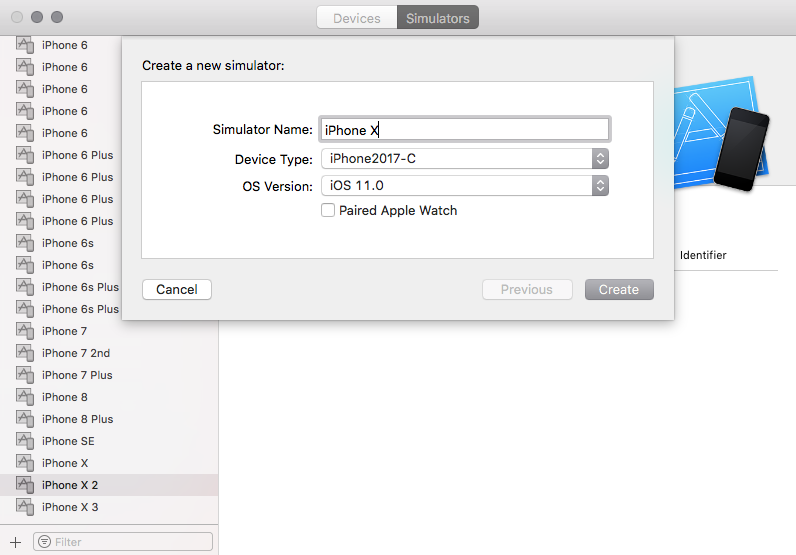 Devices
Simulators
iPhone 6
iPhone 6
iPhone 6
iPhone 6
iPhone 6
iPhone 6 Plus
iPhone 6 Plus
iPhone 6 Plus
iPhone 6 Plus
iPhone 6s
iPhone 6s
iPhone 6s Plus
iPhone 6s Plus
iPhone 7
iPhone 7 2nd
iPhone 7 Plus
iPhone 8
iPhone 8 Plus
iPhone SE
iPhone X
iPhone X 2
iPhone X 3
Filter
Create a new simulator:
Simulator Name: iPhone X
Device Type: iPhone2017-C
OS Version: iOS 11.0
Paired Apple Watch
Cancel
Previous
Create
Identifier